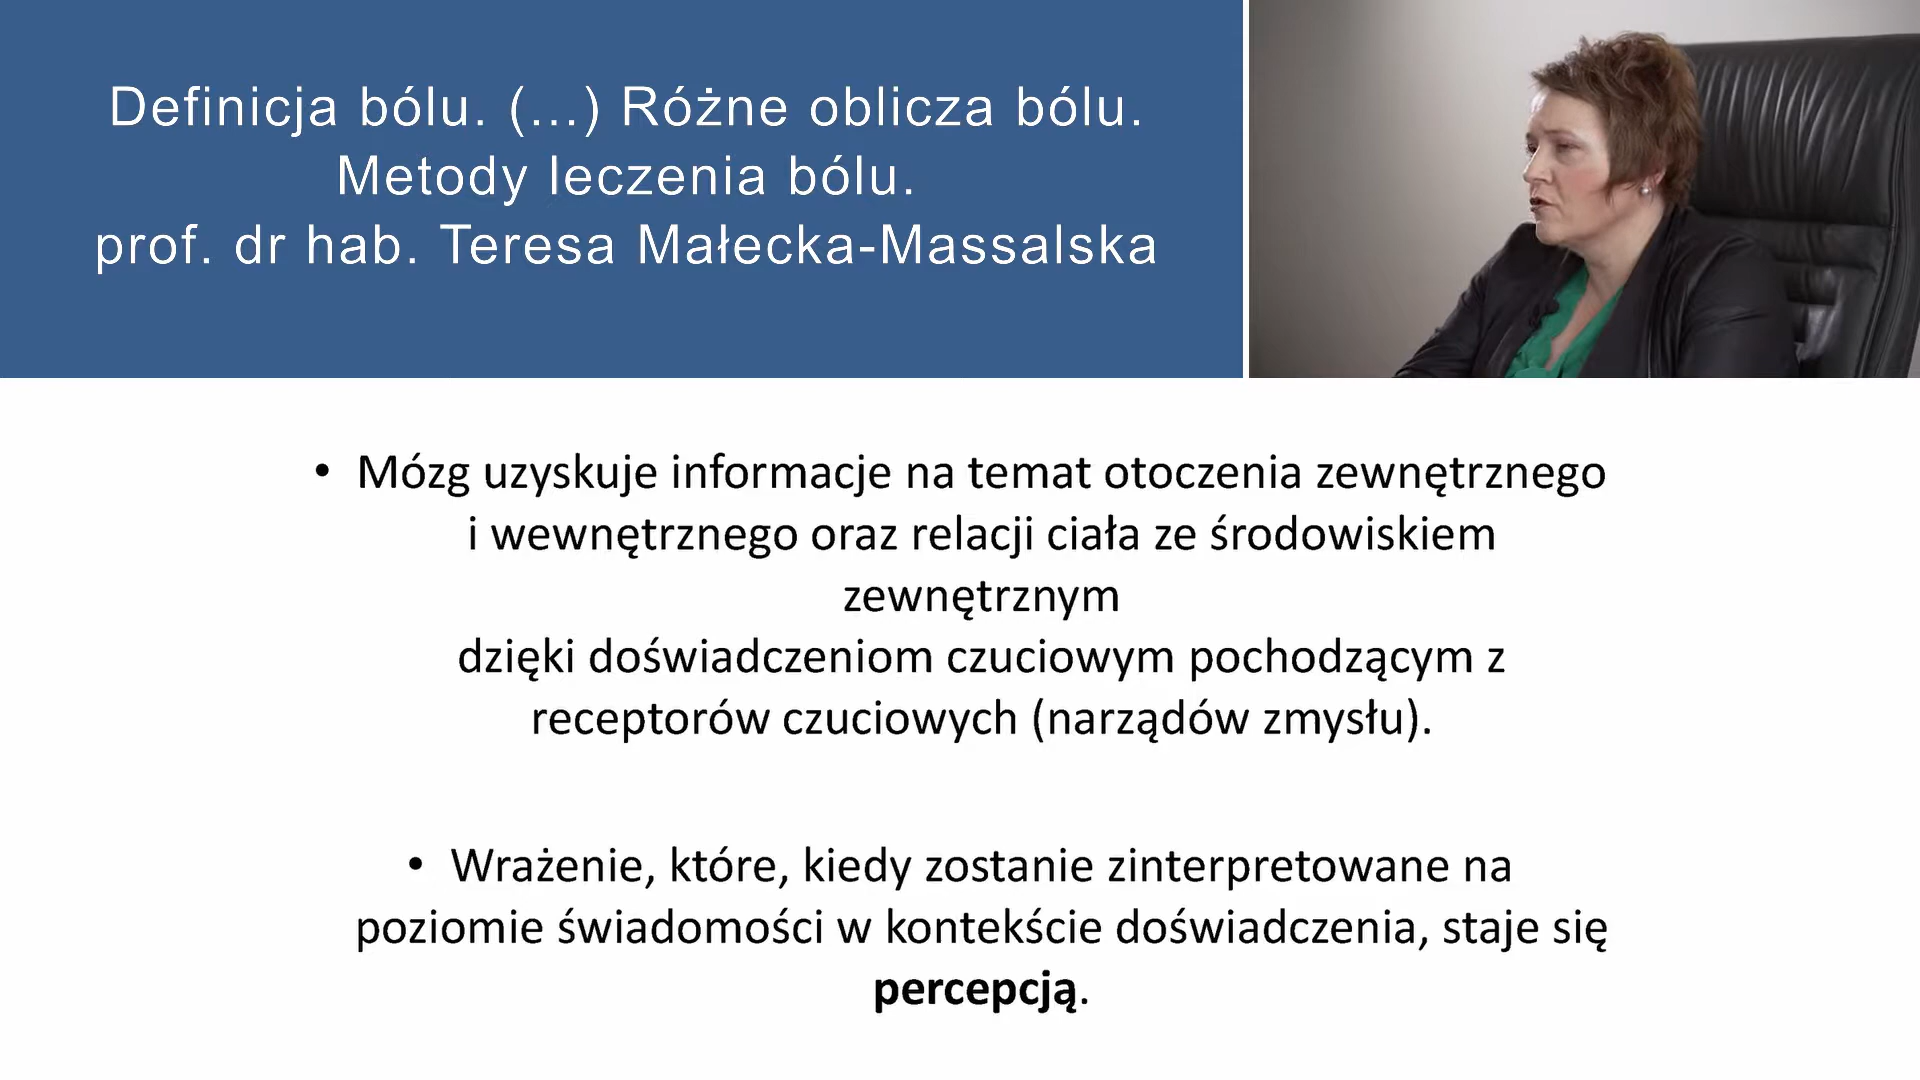 Definicja bólu. (...) Różne oblicza bólu.
Metody leczenia bólu.
prof. dr hab. Teresa Małecka-Massalska
• Mózg uzyskuje informacje na temat otoczenia zewnętrznego
i wewnętrznego oraz relacji ciała ze środowiskiem
zewnętrznym
dzięki doświadczeniom czuciowym pochodzącym z
receptorów czuciowych (narządów zmysłu).
• Wrażenie, które, kiedy zostanie zinterpretowane na
poziomie świadomości w kontekście doświadczenia, staje się
percepcją.